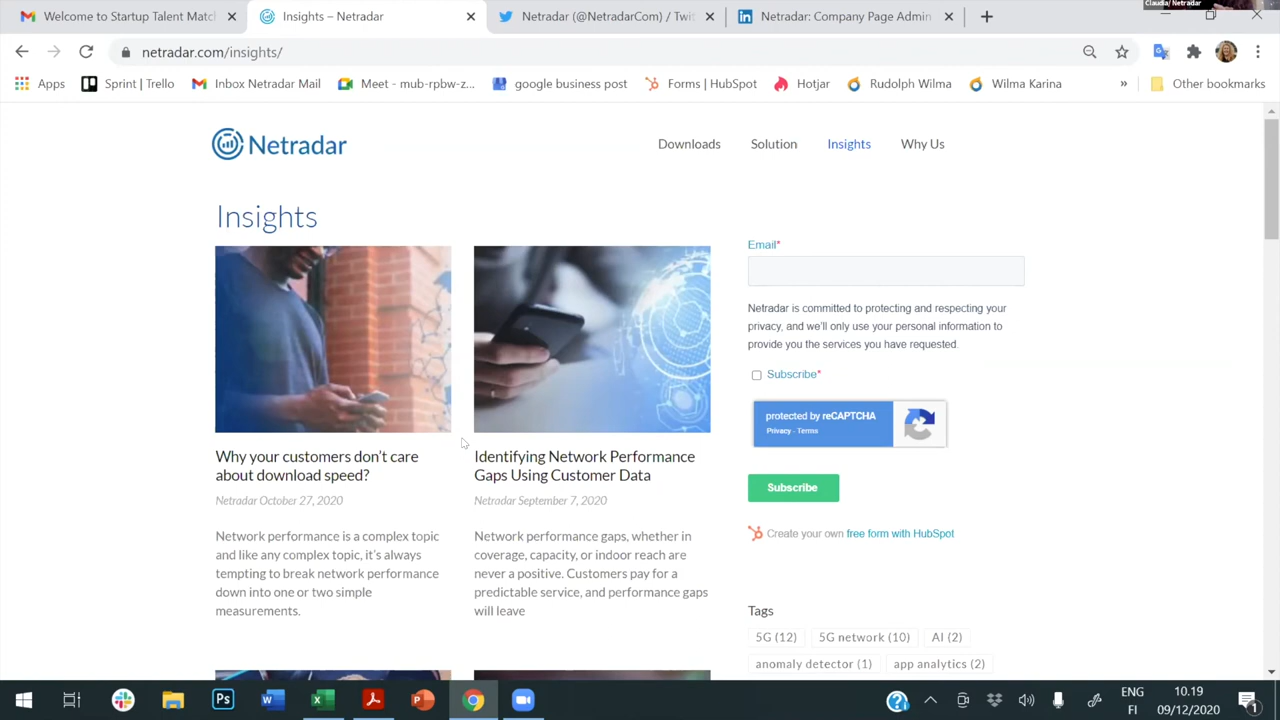 Claudia/ Netradar
Welcome to Startup Talent Matc
Insights – Netradar
Netradar (@NetradarCom) / Twit
Netradar: Company Page Admin
netradar.com/insights/
Apps
Sprint | Trello
Inbox Netradar Mail
Meet - mub-rpbw-z...
google business post
Forms | HubSpot
Hotjar
Rudolph Wilma
Wilma Karina
»
Other bookmarks
Netradar
Downloads
Solution
Insights
Why Us
Insights
Why your customers don’t care
about download speed?
Netradar October 27, 2020
Network performance is a complex topic
and like any complex topic, it’s always
tempting to break network performance
down into one or two simple
measurements.
Identifying Network Performance
Gaps Using Customer Data
Netradar September 7, 2020
Network performance gaps, whether in
coverage, capacity, or indoor reach are
never a positive. Customers pay for a
predictable service, and performance gaps
will leave
Email*
Netradar is committed to protecting and respecting your
privacy, and we’ll only use your personal information to
provide you the services you have requested.
Subscribe*
protected by reCAPTCHA
Privacy - Terms
Subscribe
Create your own free form with HubSpot
Tags
5G (12)
5G network (10)
AI (2)
anomaly detector (1)
app analytics (2)
Ps
ENG
FI
10.19
09/12/2020
1